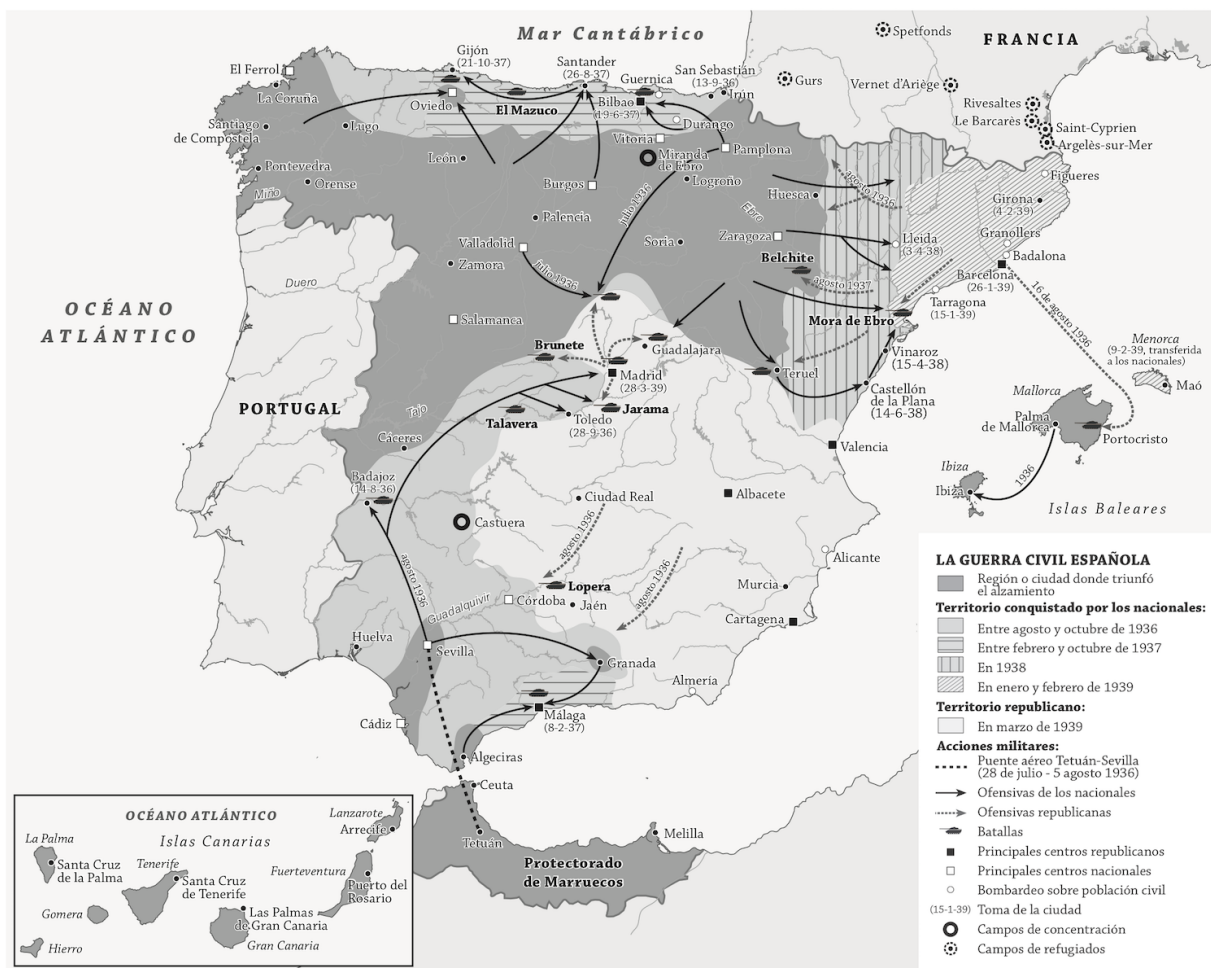 Mar Cantábrico
FRANCIA
Spetfonds
Gurs
Vernet d'Ariège
Rivesaltes
Le Barcarès
Saint-Cyprien
Argelès-sur-Mer
El Ferrol
La Coruña
Santiago
de Compostela
Lugo
Pontevedra
Orense
Miño
Gijón
(21-10-37)
Oviedo
El Mazuco
Santander
(26-8-37)
Guernica
Bilbao
(19-6-37)
San Sebastián
(13-9-36)
Irún
Durango
Vitoria
Pamplona
Miranda
de Ebro
Logroño
León
Burgos
Palencia
Valladolid
Zamora
Soria
julio 1936
julio 1936
Huesca
Ebro
Zaragoza
agosto 1936
Belchite
agosto 1937
Lleida
(3-4-38)
Figueres
Girona
(4-2-39)
Granollers
Badalona
Barcelona
(26-1-39)
Tarragona
(15-1-39)
Mora de Ebro
Vinaroz
(15-4-38)
Castellón
de la Plana
(14-6-38)
Teruel
16 de agosto 1936
Menorca
(9-2-39, transferida
a los nacionales)
Maó
Mallorca
Palma
de Mallorca
Portocristo
1936
Ibiza
Ibiza
Islas Baleares
OCÉANO
ATLÁNTICO
PORTUGAL
Duero
Salamanca
Brunete
Guadalajara
Madrid
(28-3-39)
Jarama
Talavera
Toledo
(28-9-36)
Tajo
Cáceres
Badajoz
(14-8-36)
Castuera
Ciudad Real
Albacete
Valencia
Alicante
Murcia
Cartagena
agosto 1936
agosto 1936
agosto 1936
Lopera
Córdoba
Jaén
Guadalquivir
Huelva
Sevilla
Granada
Almería
Málaga
(8-2-37)
Cádiz
Algeciras
Ceuta
Tetuán
Melilla
Protectorado
de Marruecos
OCÉANO ATLÁNTICO
Islas Canarias
Lanzarote
Arrecife
La Palma
Santa Cruz
de la Palma
Tenerife
Santa Cruz
de Tenerife
Fuerteventura
Puerto del
Rosario
Gomera
Las Palmas
de Gran Canaria
Gran Canaria
Hierro
LA GUERRA CIVIL ESPAÑOLA
Región o ciudad donde triunfó
el alzamiento
Territorio conquistado por los nacionales:
Entre agosto y octubre de 1936
Entre febrero y octubre de 1937
En 1938
En enero y febrero de 1939
Territorio republicano:
En marzo de 1939
Acciones militares:
Puente aéreo Tetuán-Sevilla
(28 de julio - 5 agosto 1936)
Ofensivas de los nacionales
Ofensivas republicanas
Batallas
Principales centros republicanos
Principales centros nacionales
Bombardeo sobre población civil
(15-1-39) Toma de la ciudad
Campos de concentración
Campos de refugiados